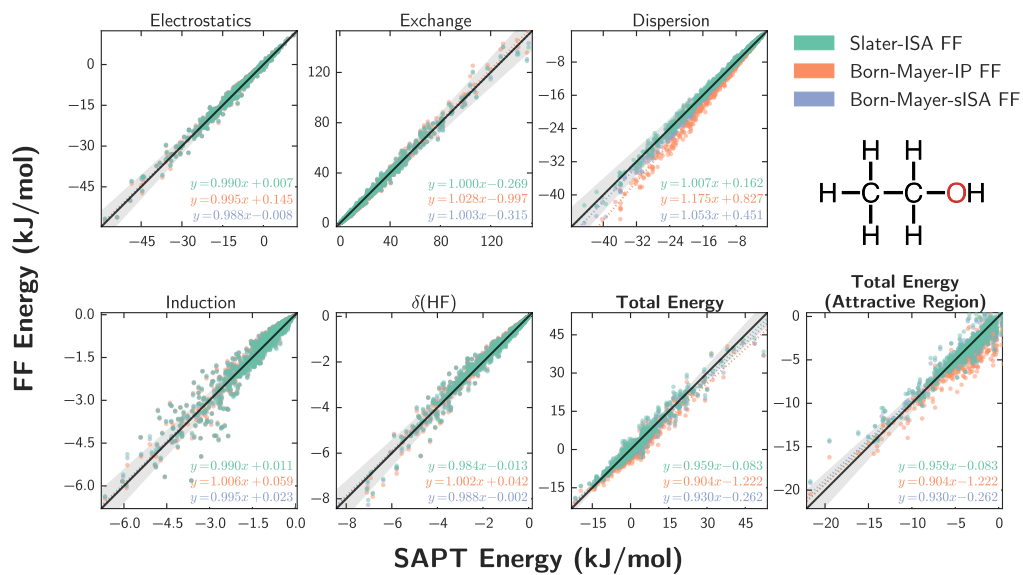 Electrostatics
Exchange
Dispersion
Slater-ISA FF
Born-Mayer-IP FF
Born-Mayer-sISA FF
FF Energy (kJ/mol)
0
−15
−30
−45
−45
−30
−15
0
y=0.990x+0.007
y=0.995x+0.145
y=0.988x−0.008
120
80
40
0
0
40
80
120
y=1.000x−0.269
y=1.028x−0.997
y=1.003x−0.315
−8
−16
−24
−32
−40
−40
−32
−24
−16
−8
y=1.007x+0.162
y=1.175x+0.827
y=1.053x+0.451
H H
H C C OH
H H
Induction
δ(HF)
Total Energy
Total Energy
(Attractive Region)
0.0
−1.5
−3.0
−4.5
−6.0
−6.0
−4.5
−3.0
−1.5
0.0
y=0.990x+0.011
y=1.006x+0.059
y=0.995x+0.023
0
−2
−4
−6
−8
−8
−6
−4
−2
0
y=0.984x−0.013
y=1.002x+0.042
y=0.988x−0.002
45
30
15
0
−15
−15
0
15
30
45
y=0.959x−0.083
y=0.904x−1.222
y=0.930x−0.262
0
−5
−10
−15
−20
−20
−15
−10
−5
0
y=0.959x−0.083
y=0.904x−1.222
y=0.930x−0.262
SAPT Energy (kJ/mol)